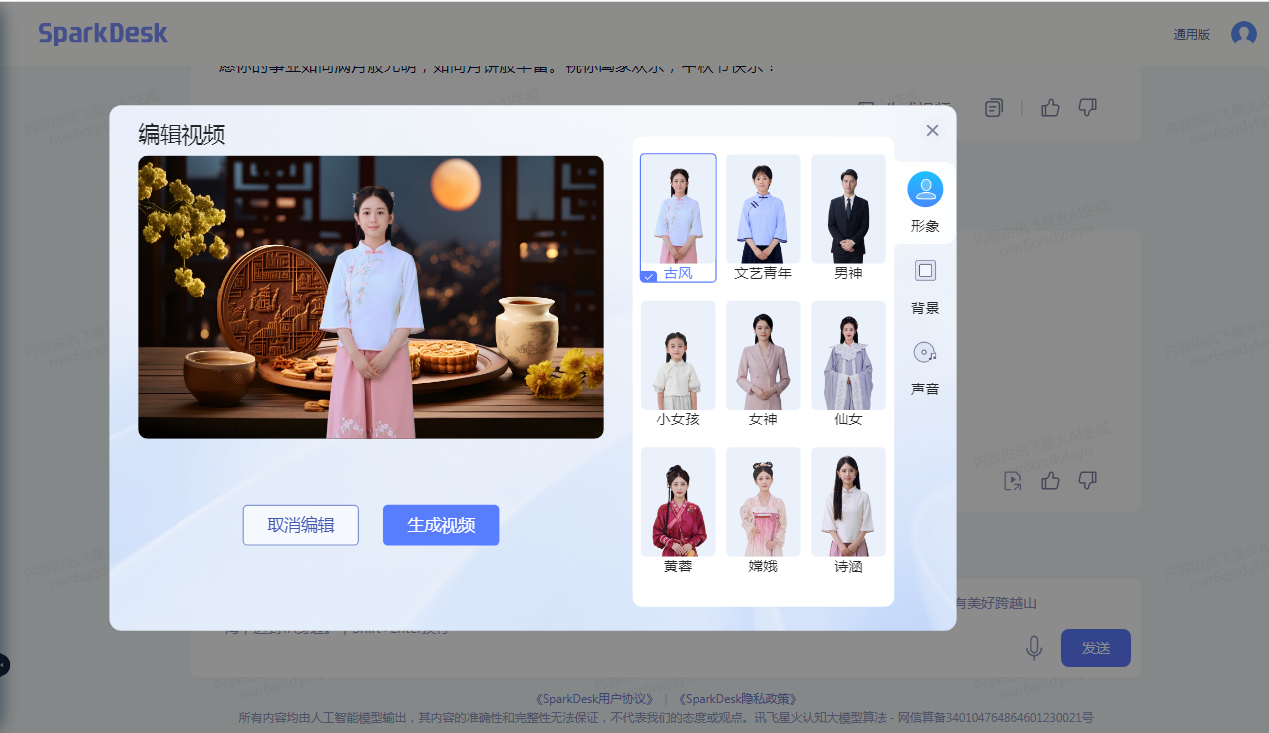 SparkDesk
通用版
编辑视频
古风
文艺青年
男神
形象
背景
小女孩
女神
仙女
声音
取消编辑
生成视频
黄蓉
嫦娥
诗涵
有美好跨越山
发送
《SparkDesk用户协议》 | 《SparkDesk隐私政策》
所有内容均由人工智能模型输出，其内容的准确性和完整性无法保证，不代表我们的态度或观点。讯飞星火认知大模型算法 - 网信算备340104764864601230021号